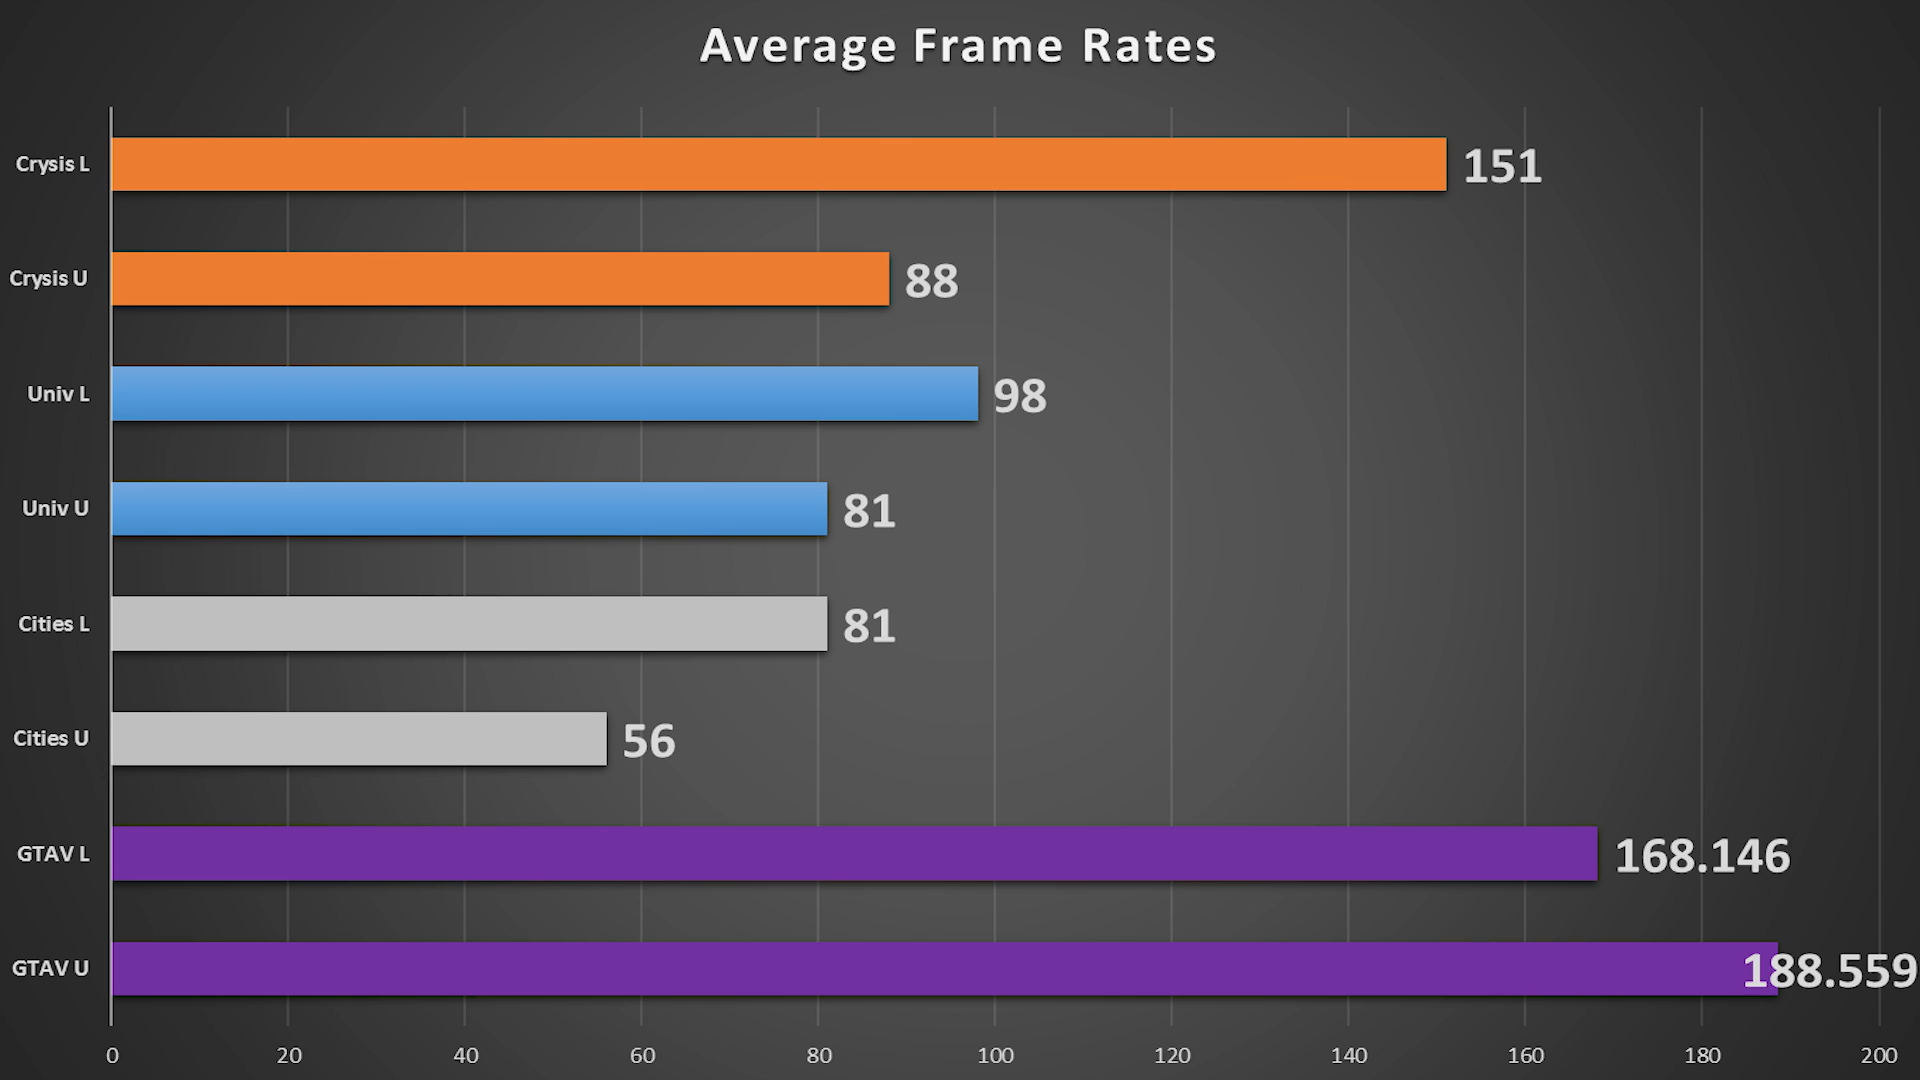 Average Frame Rates
Crysis L 151
Crysis U 88
Univ L 98
Univ U 81
Cities L 81
Cities U 56
GTAV L 168.146
GTAV U 188.559
0 20 40 60 80 100 120 140 160 180 200